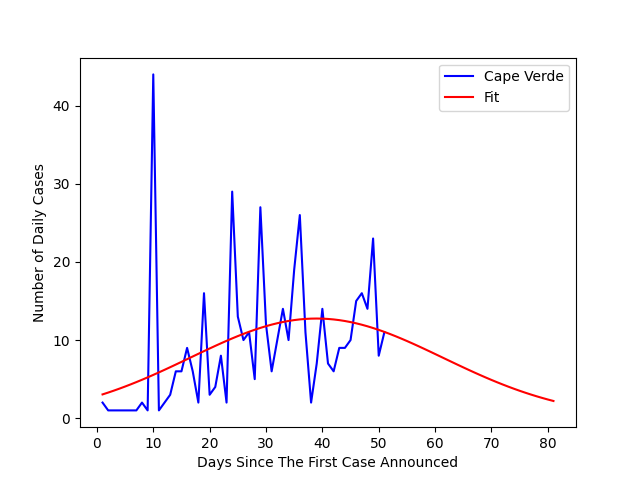 Cape Verde
Fit
Number of Daily Cases
40
30
20
10
0
0 10 20 30 40 50 60 70 80
Days Since The First Case Announced